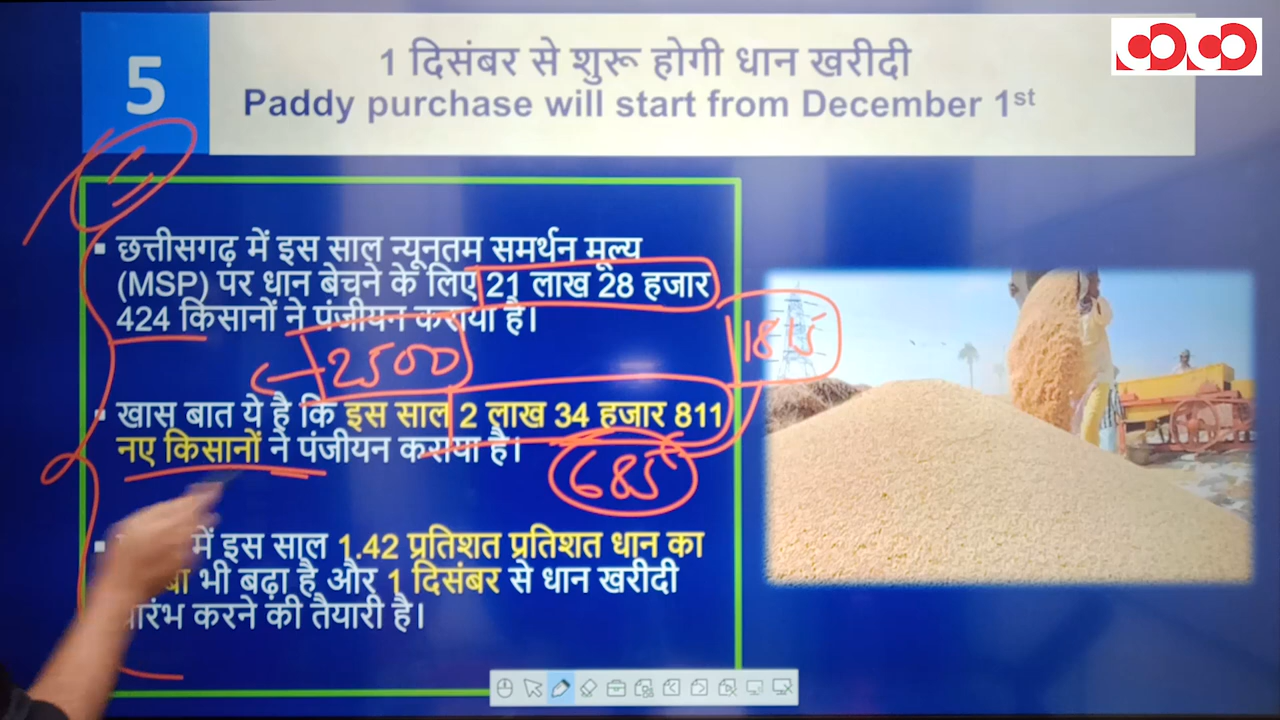 5
1 दिसंबर से शुरू होगी धान खरीदी
Paddy purchase will start from December 1st
छत्तीसगढ़ में इस साल न्यूनतम समर्थन मूल्य
(MSP) पर धान बेचने के लिए 21 लाख 28 हजार
424 किसानों ने पंजीयन कराया है।
1815
2500
खास बात ये है कि इस साल 2 लाख 34 हजार 811
नए किसानों ने पंजीयन कराया है।
685
में इस साल 1.42 प्रतिशत प्रतिशत धान का
भी बढ़ा है और 1 दिसंबर से धान खरीदी
करने की तैयारी है।